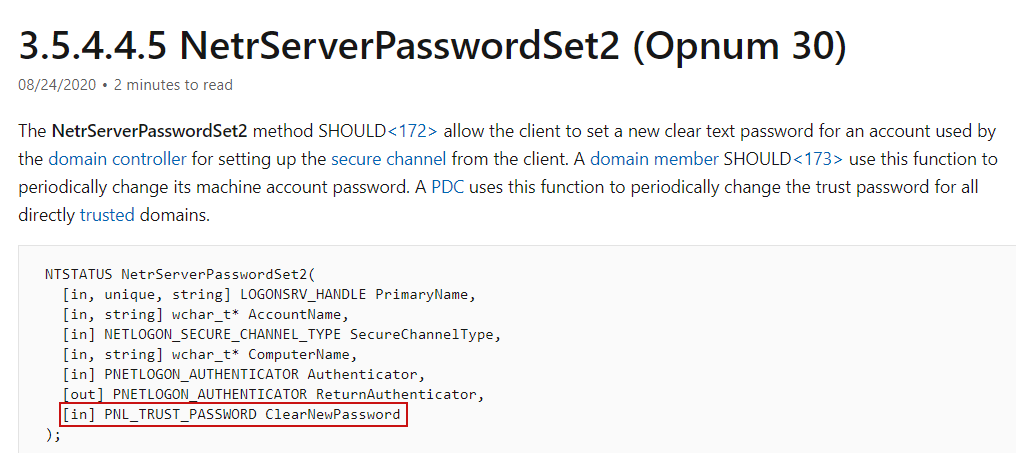 3.5.4.4.5 NetrServerPasswordSet2 (Opnum 30)
08/24/2020 • 2 minutes to read
The NetrServerPasswordSet2 method SHOULD<172> allow the client to set a new clear text password for an account used by
the domain controller for setting up the secure channel from the client. A domain member SHOULD<173> use this function to
periodically change its machine account password. A PDC uses this function to periodically change the trust password for all
directly trusted domains.
NTSTATUS NetrServerPasswordSet2(
[in, unique, string] LOGONSRV_HANDLE PrimaryName,
[in, string] wchar_t* AccountName,
[in] NETLOGON_SECURE_CHANNEL_TYPE SecureChannelType,
[in, string] wchar_t* ComputerName,
[in] PNETLOGON_AUTHENTICATOR Authenticator,
[out] PNETLOGON_AUTHENTICATOR ReturnAuthenticator,
[in] PNL_TRUST_PASSWORD ClearNewPassword
);